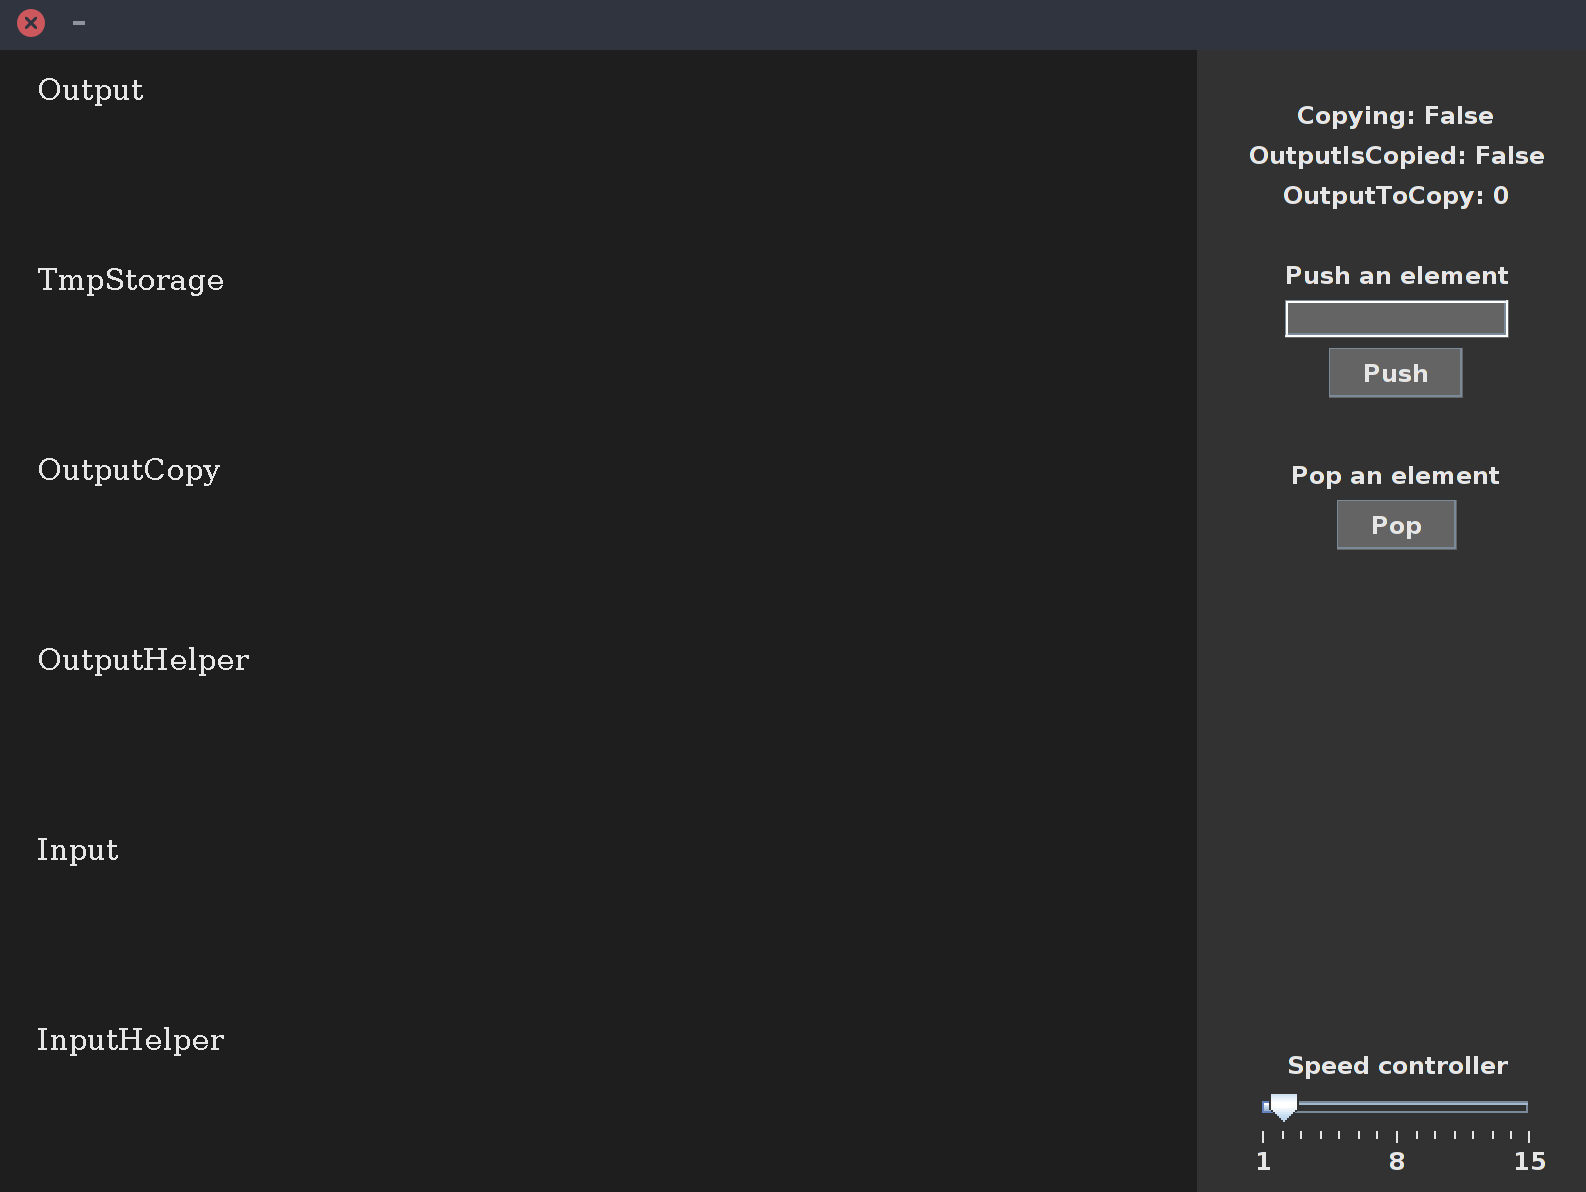 Output
TmpStorage
OutputCopy
OutputHelper
Input
InputHelper
Copying: False
OutputIsCopied: False
OutputToCopy: 0
Push an element
Push
Pop an element
Pop
Speed controller
1 8 15